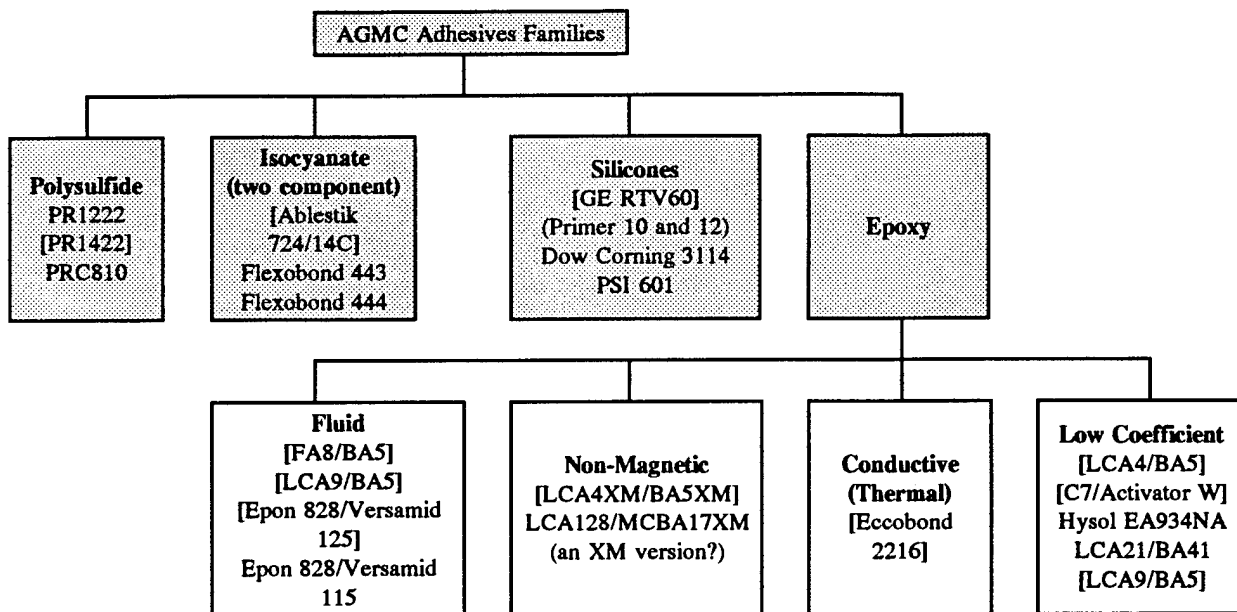 AGMC Adhesives Families
Polysulfide
PR1222
[PR1422]
PRC810
Isocyanate
(two component)
[Ablestik
724/14C]
Flexobond 443
Flexobond 444
Silicones
[GE RTV60]
(Primer 10 and 12)
Dow Corning 3114
PSI 601
Epoxy
Fluid
[FA8/BA5]
[LCA9/BA5]
[Epon 828/Versamid
125]
Epon 828/Versamid
115
Non-Magnetic
[LCA4XM/BA5XM]
LCA128/MCBA17XM
(an XM version?)
Conductive
(Thermal)
[Eccobond
2216]
Low Coefficient
[LCA4/BA5]
[C7/Activator W]
Hysol EA934NA
LCA21/BA41
[LCA9/BA5]